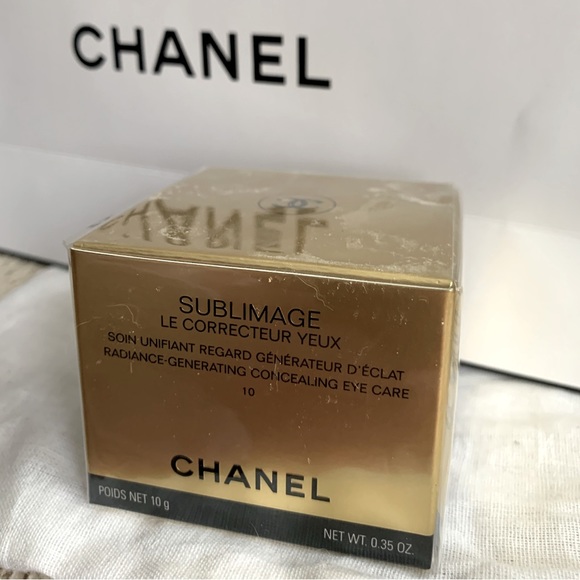 CHANEL
SUBLIMAGE
LE CORRECTEUR YEUX
SOIN UNIFIANT REGARD GÉNÉRATEUR D'ÉCLAT
RADIANCE-GENERATING CONCEALING EYE CARE
10
CHANEL
POIDS NET 10 g
NET WT. 0.35 OZ.